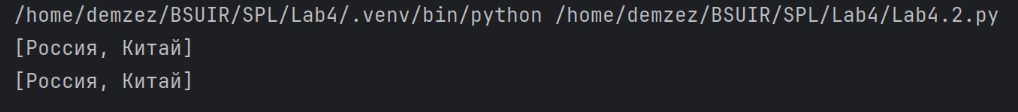 /home/demzez/BSUIR/SPL/Lab4/.venv/bin/python /home/demzez/BSUIR/SPL/Lab4/Lab4.2.py
[Россия, Китай]
[Россия, Китай]